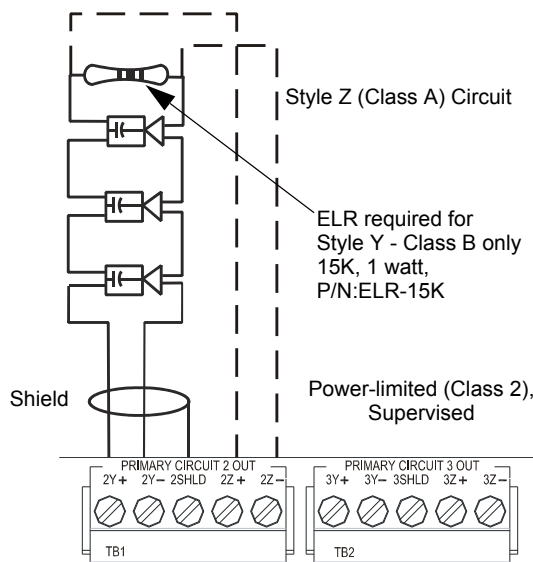 Style Z (Class A) Circuit
ELR required for
Style Y - Class B only
15K, 1 watt,
P/N:ELR-15K
Shield
Power-limited (Class 2),
Supervised
PRIMARY CIRCUIT 2 OUT
2Y+ 2Y- 2SHLD 2Z+ 2Z-
TB1
PRIMARY CIRCUIT 3 OUT
3Y+ 3Y- 3SHLD 3Z+ 3Z-
TB2